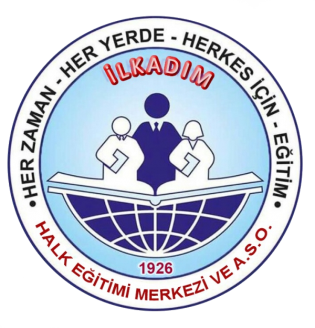 •HER ZAMAN - HER YERDE - HERKES İÇİN - EĞİTİM•
İLKADIM
1926
HALK EĞİTİMİ MERKEZİ VE A.S.O.